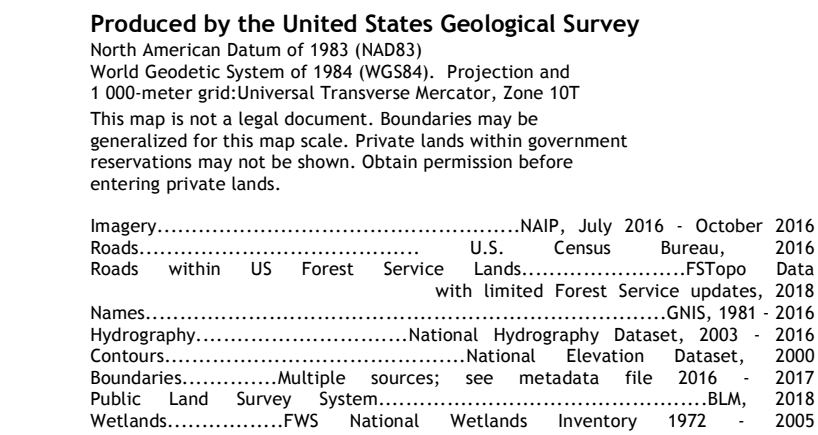 Produced by the United States Geological Survey
North American Datum of 1983 (NAD83)
World Geodetic System of 1984 (WGS84). Projection and
1 000-meter grid:Universal Transverse Mercator, Zone 10T
This map is not a legal document. Boundaries may be
generalized for this map scale. Private lands within government
reservations may not be shown. Obtain permission before
entering private lands.
Imagery.....................................................NAIP, July 2016 - October 2016
Roads......................................... U.S. Census Bureau, 2016
Roads within US Forest Service Lands.......................FSTopo Data
with limited Forest Service updates, 2018
Names............................................................................GNIS, 1981 - 2016
Hydrography...............................National Hydrography Dataset, 2003 - 2016
Contours............................................National Elevation Dataset, 2000
Boundaries..............Multiple sources; see metadata file 2016 - 2017
Public Land Survey System................................................BLM, 2018
Wetlands.................FWS National Wetlands Inventory 1972 - 2005